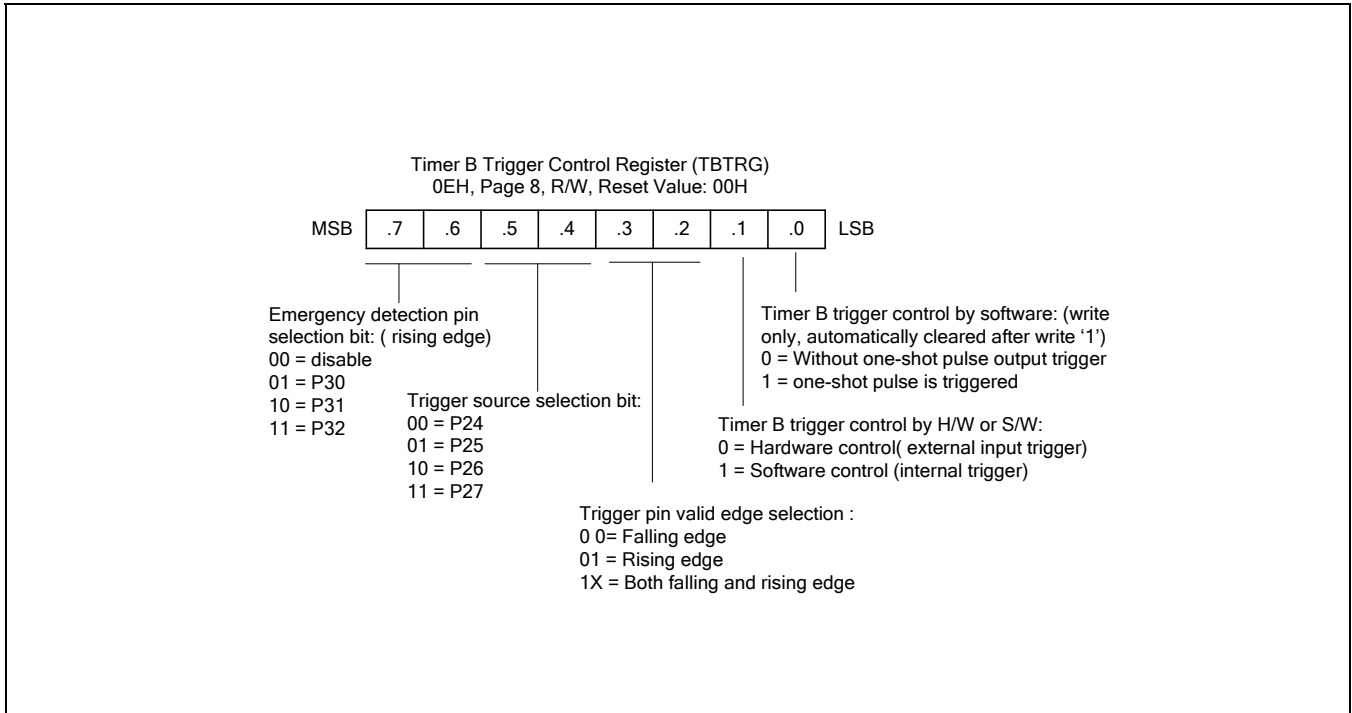 Timer B Trigger Control Register (TBTRG)
0EH, Page 8, R/W, Reset Value: 00H
MSB .7 .6 .5 .4 .3 .2 .1 .0 LSB
Emergency detection pin
selection bit: ( rising edge)
00 = disable
01 = P30
10 = P31
11 = P32
Trigger source selection bit:
00 = P24
01 = P25
10 = P26
11 = P27
Trigger pin valid edge selection :
0 0= Falling edge
01 = Rising edge
1X = Both falling and rising edge
Timer B trigger control by H/W or S/W:
0 = Hardware control( external input trigger)
1 = Software control (internal trigger)
Timer B trigger control by software: (write
only, automatically cleared after write ‘1’)
0 = Without one-shot pulse output trigger
1 = one-shot pulse is triggered